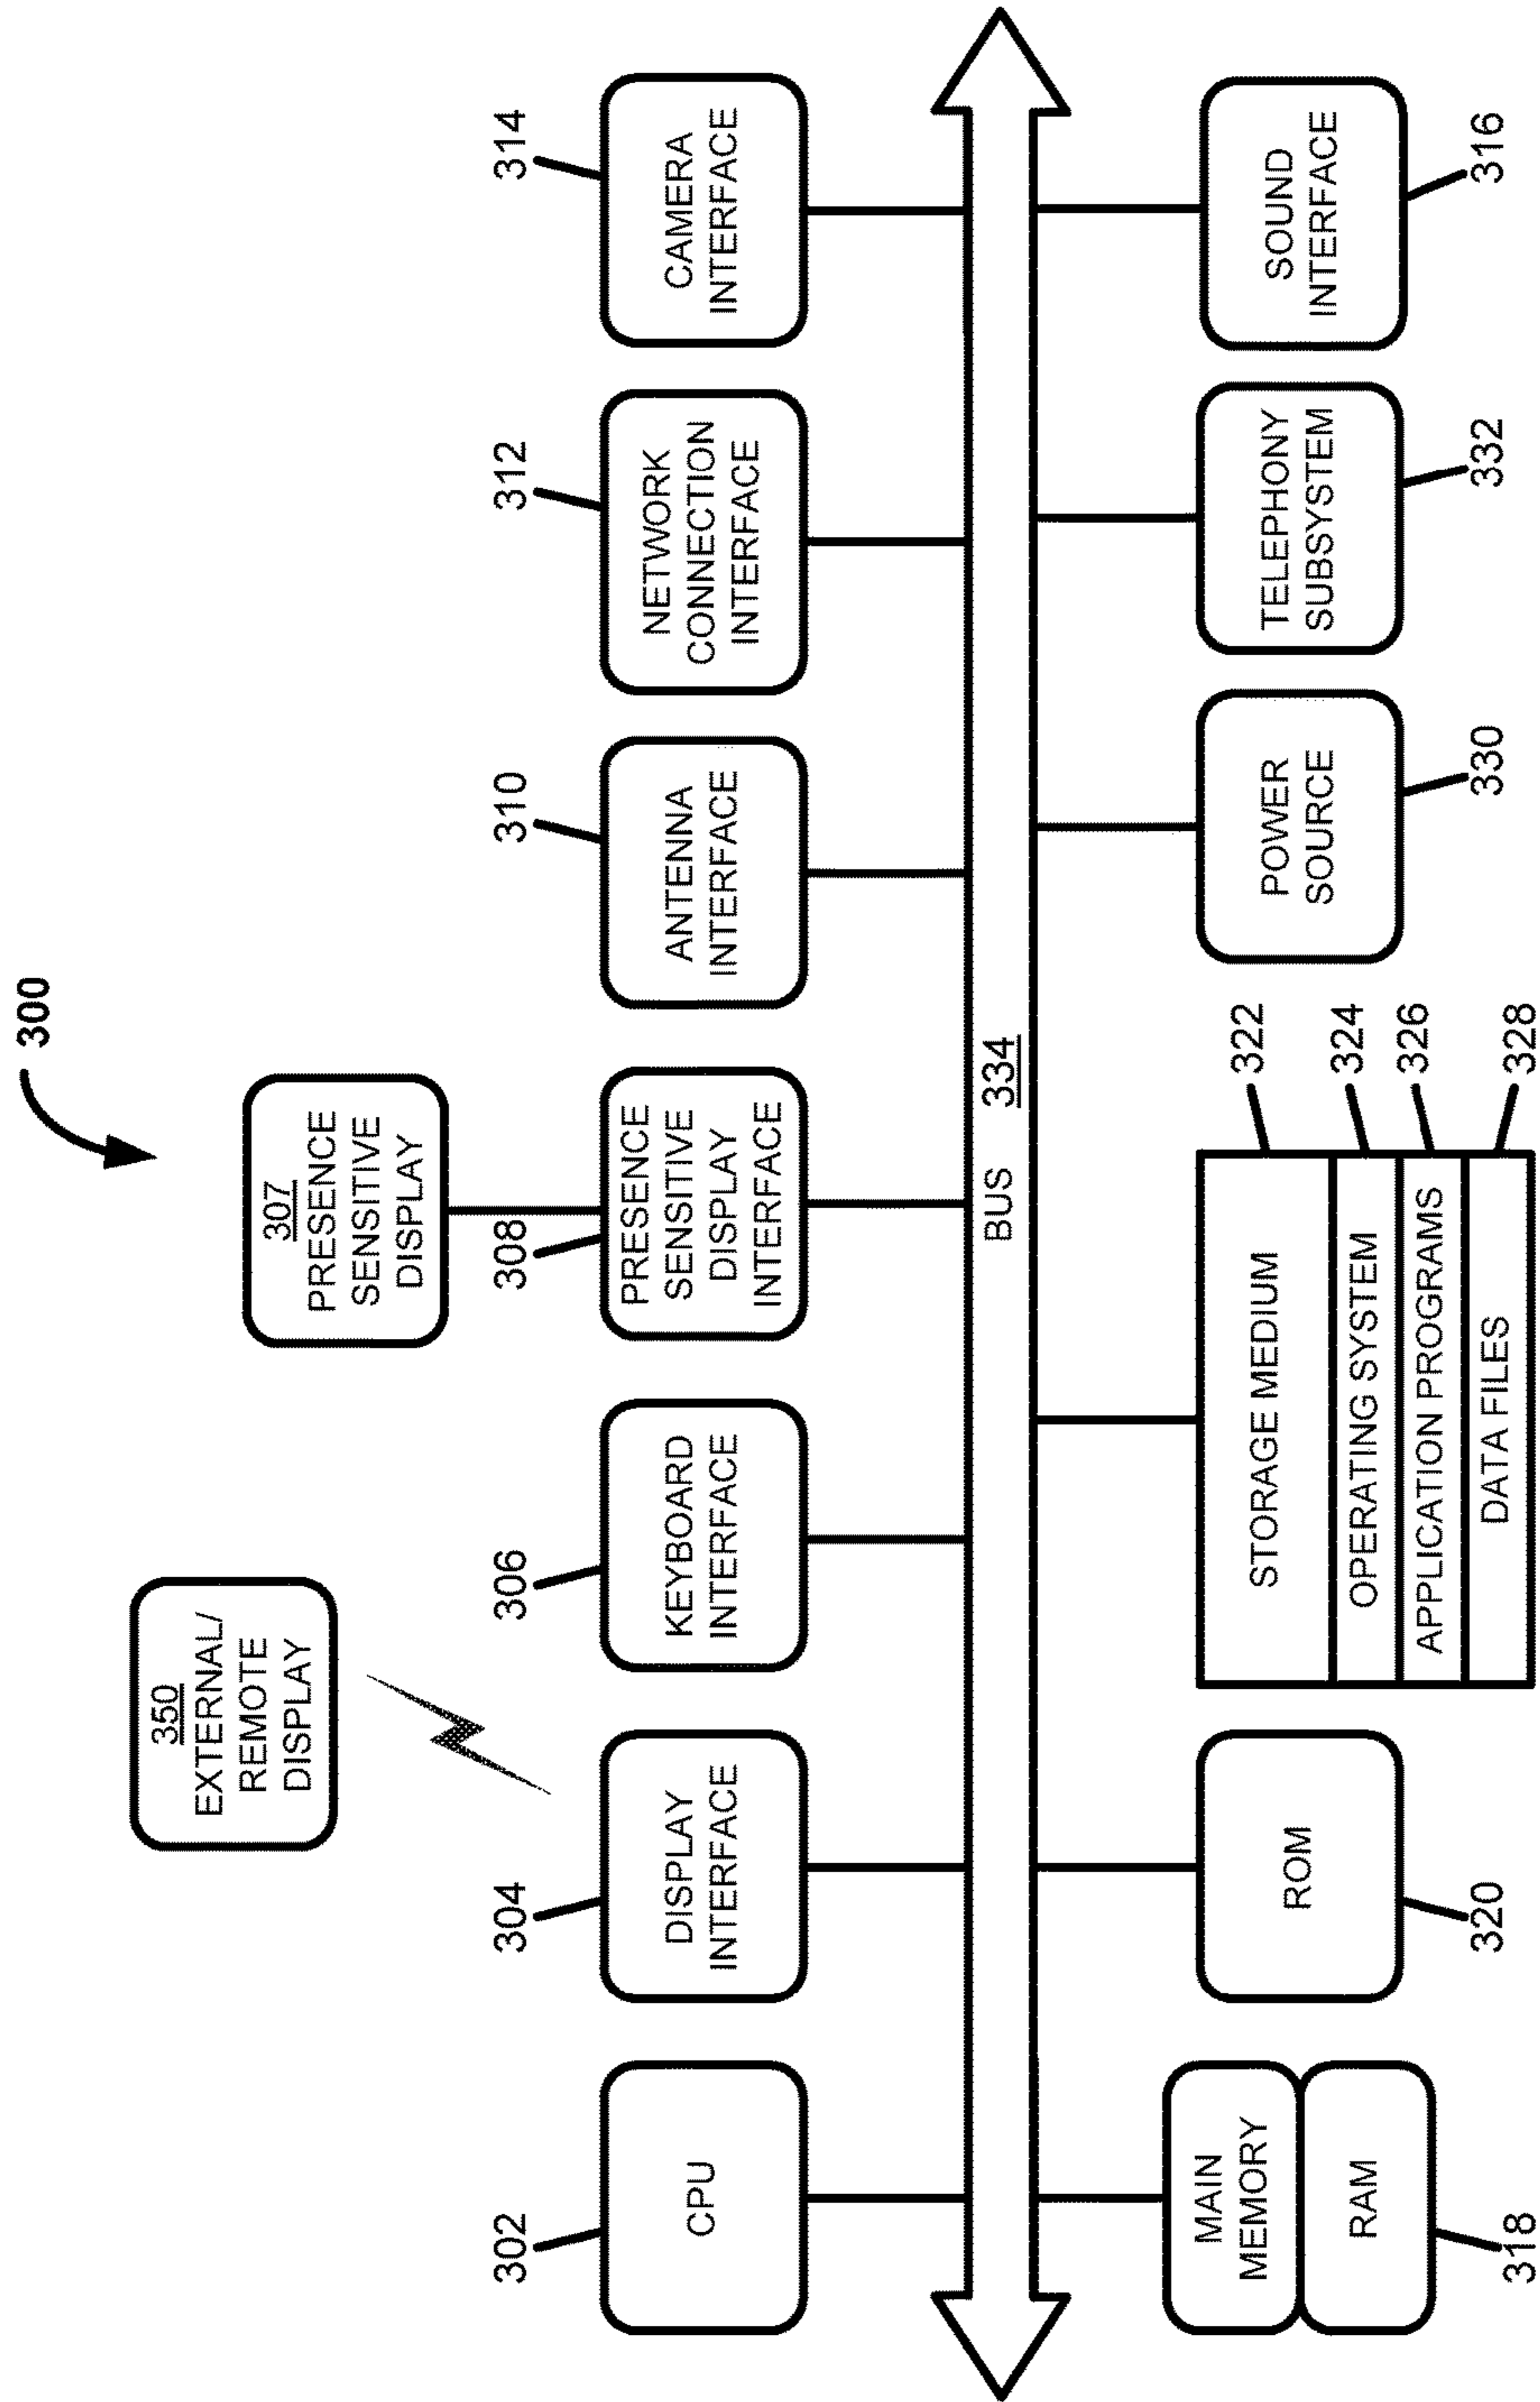 300
307
PRESENCE
SENSITIVE
DISPLAY
350
EXTERNAL/
REMOTE
DISPLAY
302
CPU
304
DISPLAY
INTERFACE
306
KEYBOARD
INTERFACE
308
PRESENCE
SENSITIVE
DISPLAY
INTERFACE
310
ANTENNA
INTERFACE
312
NETWORK
CONNECTION
INTERFACE
314
CAMERA
INTERFACE
BUS 334
MAIN
MEMORY
RAM
318
ROM
320
STORAGE MEDIUM
322
OPERATING SYSTEM
324
APPLICATION PROGRAMS
326
DATA FILES
328
POWER
SOURCE
330
TELEPHONY
SUBSYSTEM
332
SOUND
INTERFACE
316